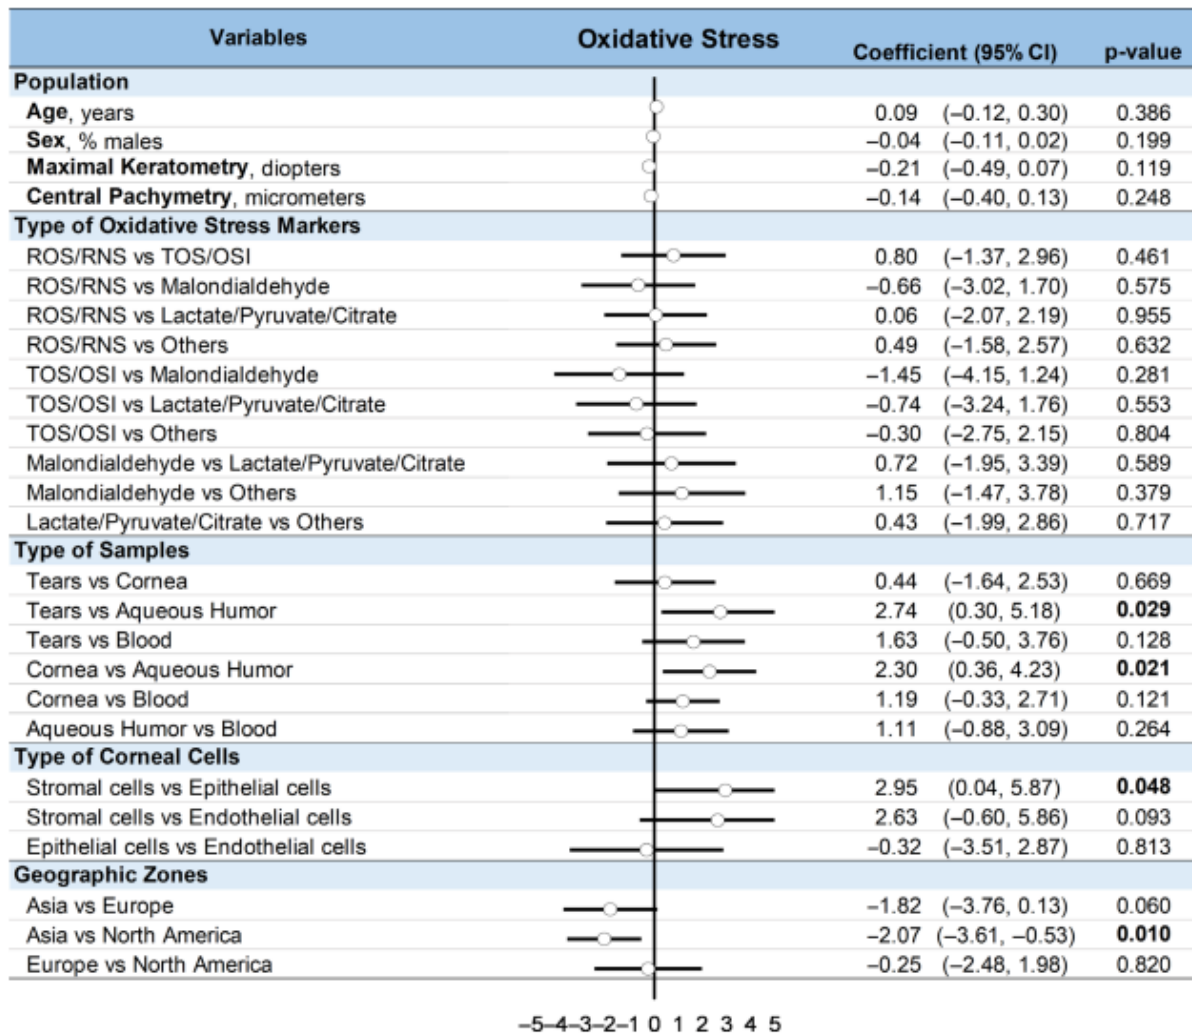 Variables Oxidative Stress Coefficient (95% CI) p-value
Population
Age, years 0.09 (−0.12, 0.30) 0.386
Sex, % males −0.04 (−0.11, 0.02) 0.199
Maximal Keratometry, diopters −0.21 (−0.49, 0.07) 0.119
Central Pachymetry, micrometers −0.14 (−0.40, 0.13) 0.248
Type of Oxidative Stress Markers
ROS/RNS vs TOS/OSI 0.80 (−1.37, 2.96) 0.461
ROS/RNS vs Malondialdehyde −0.66 (−3.02, 1.70) 0.575
ROS/RNS vs Lactate/Pyruvate/Citrate 0.06 (−2.07, 2.19) 0.955
ROS/RNS vs Others 0.49 (−1.58, 2.57) 0.632
TOS/OSI vs Malondialdehyde −1.45 (−4.15, 1.24) 0.281
TOS/OSI vs Lactate/Pyruvate/Citrate −0.74 (−3.24, 1.76) 0.553
TOS/OSI vs Others −0.30 (−2.75, 2.15) 0.804
Malondialdehyde vs Lactate/Pyruvate/Citrate 0.72 (−1.95, 3.39) 0.589
Malondialdehyde vs Others 1.15 (−1.47, 3.78) 0.379
Lactate/Pyruvate/Citrate vs Others 0.43 (−1.99, 2.86) 0.717
Type of Samples
Tears vs Cornea 0.44 (−1.64, 2.53) 0.669
Tears vs Aqueous Humor 2.74 (0.30, 5.18) 0.029
Tears vs Blood 1.63 (−0.50, 3.76) 0.128
Cornea vs Aqueous Humor 2.30 (0.36, 4.23) 0.021
Cornea vs Blood 1.19 (−0.33, 2.71) 0.121
Aqueous Humor vs Blood 1.11 (−0.88, 3.09) 0.264
Type of Corneal Cells
Stromal cells vs Epithelial cells 2.95 (0.04, 5.87) 0.048
Stromal cells vs Endothelial cells 2.63 (−0.60, 5.86) 0.093
Epithelial cells vs Endothelial cells −0.32 (−3.51, 2.87) 0.813
Geographic Zones
Asia vs Europe −1.82 (−3.76, 0.13) 0.060
Asia vs North America −2.07 (−3.61, −0.53) 0.010
Europe vs North America −0.25 (−2.48, 1.98) 0.820
−5−4−3−2−1 0 1 2 3 4 5